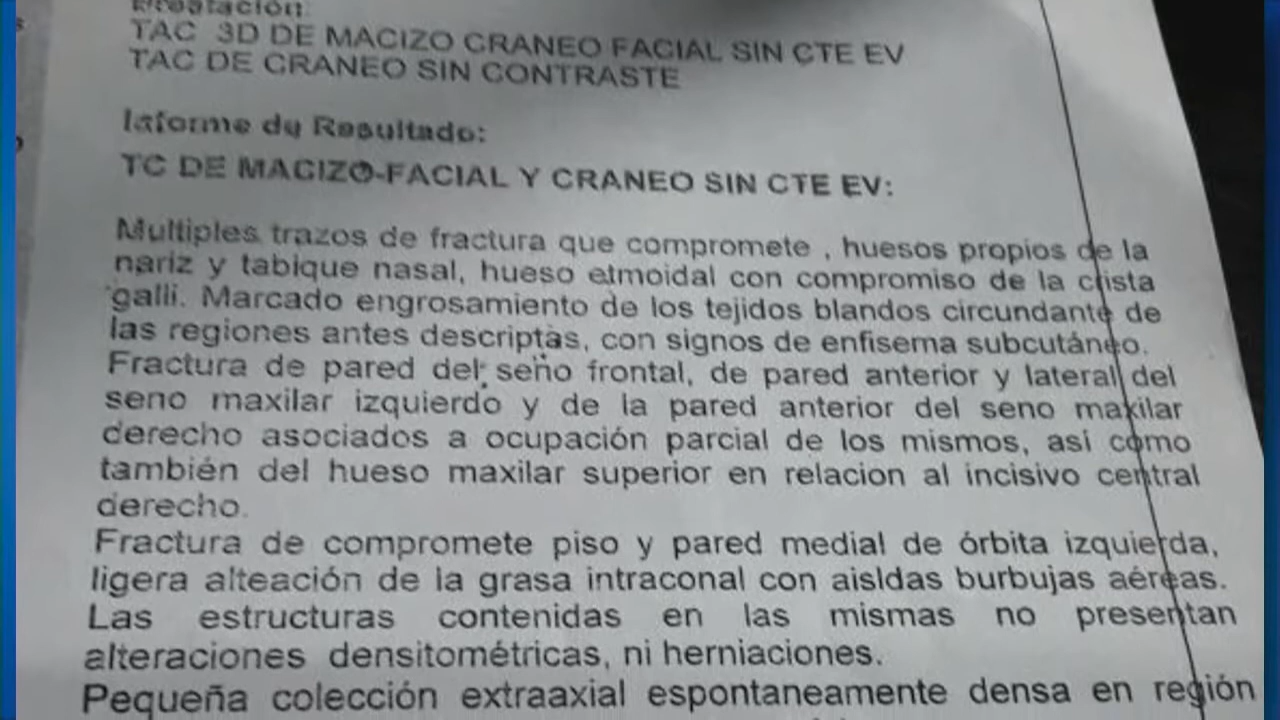 Prestación:
TAC 3D DE MACIZO CRANEO FACIAL SIN CTE EV
TAC DE CRANEO SIN CONTRASTE
Informe de Resultado:
TC DE MACIZO-FACIAL Y CRANEO SIN CTE EV:
Multiples trazos de fractura que compromete , huesos propios de la
nariz y tabique nasal, hueso etmoidal con compromiso de la crista
galli. Marcado engrosamiento de los tejidos blandos circundante de
las regiones antes descriptas, con signos de enfisema subcutáneo.
Fractura de pared del seno frontal, de pared anterior y lateral del
seno maxilar izquierdo y de la pared anterior del seno maxilar
derecho asociados a ocupación parcial de los mismos, así como
también del hueso maxilar superior en relacion al incisivo central
derecho.
Fractura de compromete piso y pared medial de órbita izquierda,
ligera alteación de la grasa intraconal con aisldas burbujas aéreas.
Las estructuras contenidas en las mismas no presentan
alteraciones densitométricas, ni herniaciones.
Pequeña colección extraaxial espontaneamente densa en región